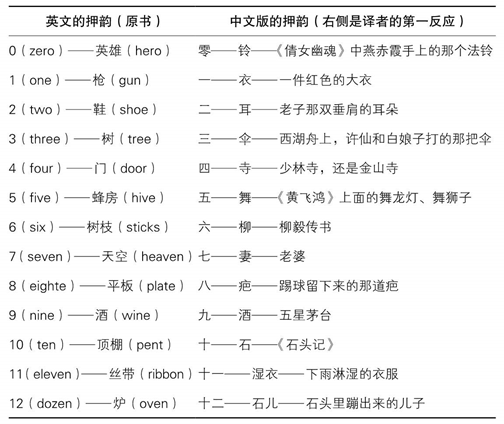 英文的押韵（原书） 中文版的押韵（右侧是译者的第一反应）
0（zero）——英雄（hero） 零——铃——《倩女幽魂》中燕赤霞手上的那个法铃
1（one）——枪（gun） 一——衣——一件红色的大衣
2（two）——鞋（shoe） 二——耳——老子那双垂肩的耳朵
3（three）——树（tree） 三——伞——西湖舟上，许仙和白娘子打的那把伞
4（four）——门（door） 四——寺——少林寺，还是金山寺
5（five）——蜂房（hive） 五——舞——《黄飞鸿》上面的舞龙灯、舞狮子
6（six）——树枝（sticks） 六——柳——柳毅传书
7（seven）——天空（heaven） 七——妻——老婆
8（eighte）——平板（plate） 八——疤——踢球留下来的那道疤
9（nine）——酒（wine） 九——酒——五星茅台
10（ten）——顶棚（pent） 十——石——《石头记》
11（eleven）——丝带（ribbon） 十一——湿衣——下雨淋湿的衣服
12（dozen）——炉（oven） 十二——石儿——石头里蹦出来的儿子